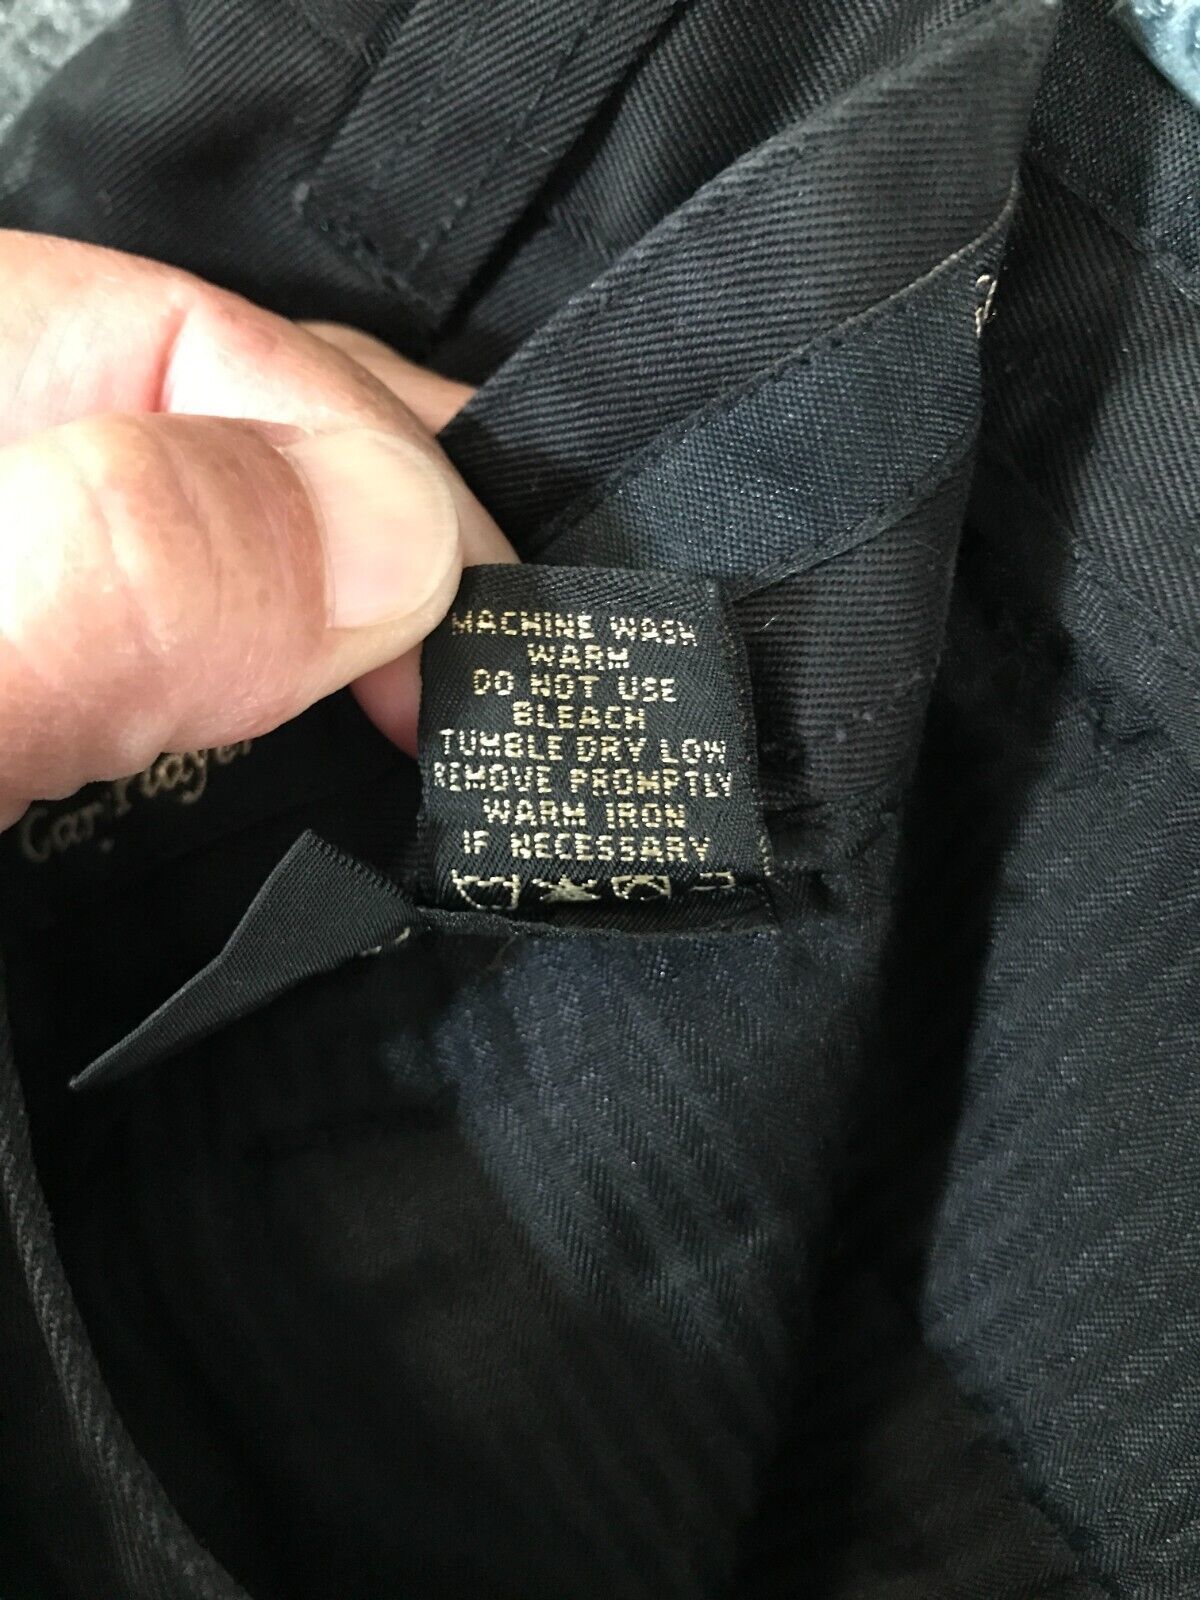 MACHINE WASH
WARM
DO NOT USE
BLEACH
TUMBLE DRY LOW
REMOVE PROMPTLY
WARM IRON
IF NECESSARY